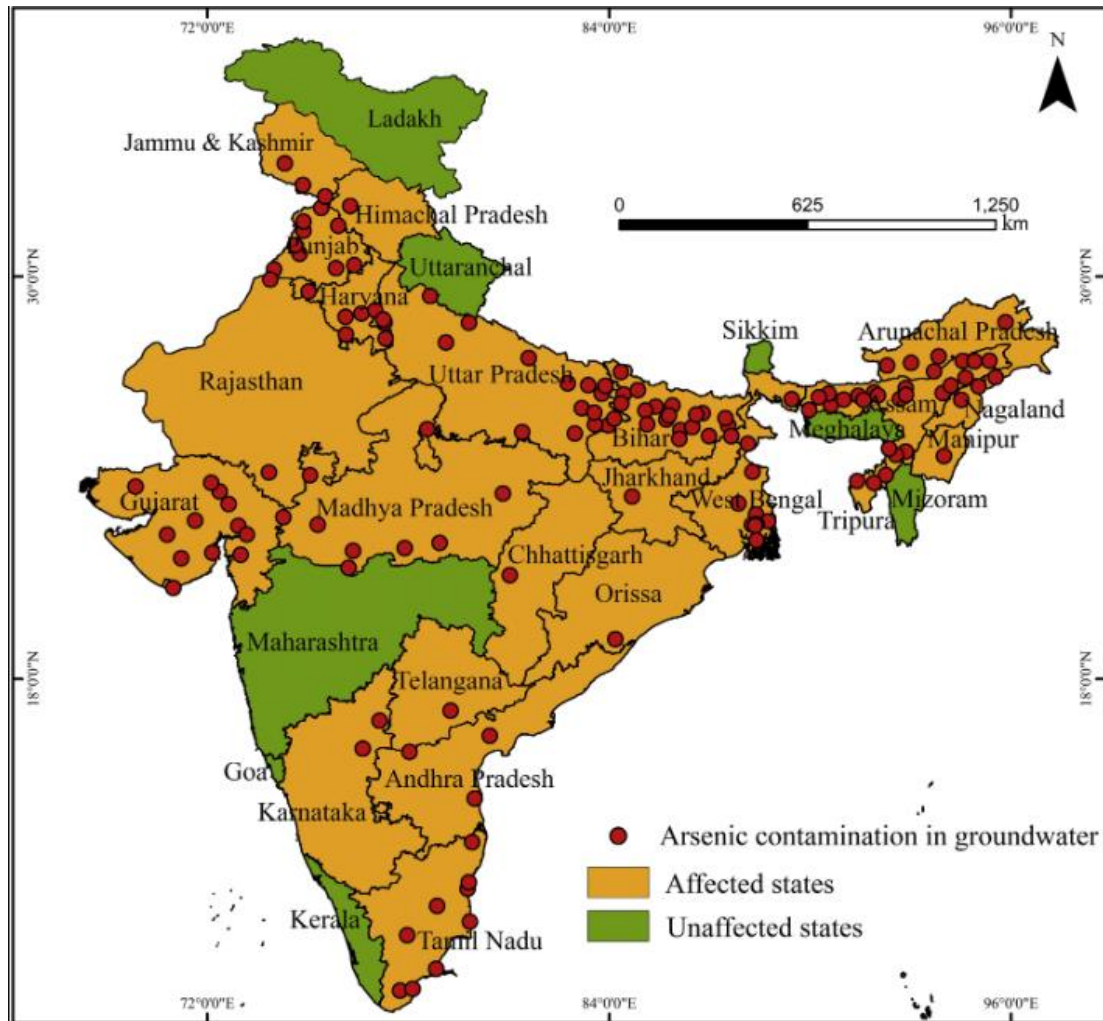 72°0'0"E 84°0'0"E 96°0'0"E
N
Ladakh
Jammu & Kashmir
0 625 1,250
km
Himachal Pradesh
Punjab
Uttaranchal
30°0'0"N 30°0'0"N
Haryana
Sikkim
Arunachal Pradesh
Rajasthan
Uttar Pradesh
Assam
Nagaland
Meghalaya
Bihar
Manipur
Jharkhand
Gujarat
Madhya Pradesh
West Bengal
Mizoram
Tripura
Chhattisgarh
Orissa
Maharashtra
Telangana
18°0'0"N 18°0'0"N
Goa
Andhra Pradesh
Karnataka
Arsenic contamination in groundwater
Affected states
Kerala
Unaffected states
Tamil Nadu
72°0'0"E 84°0'0"E 96°0'0"E